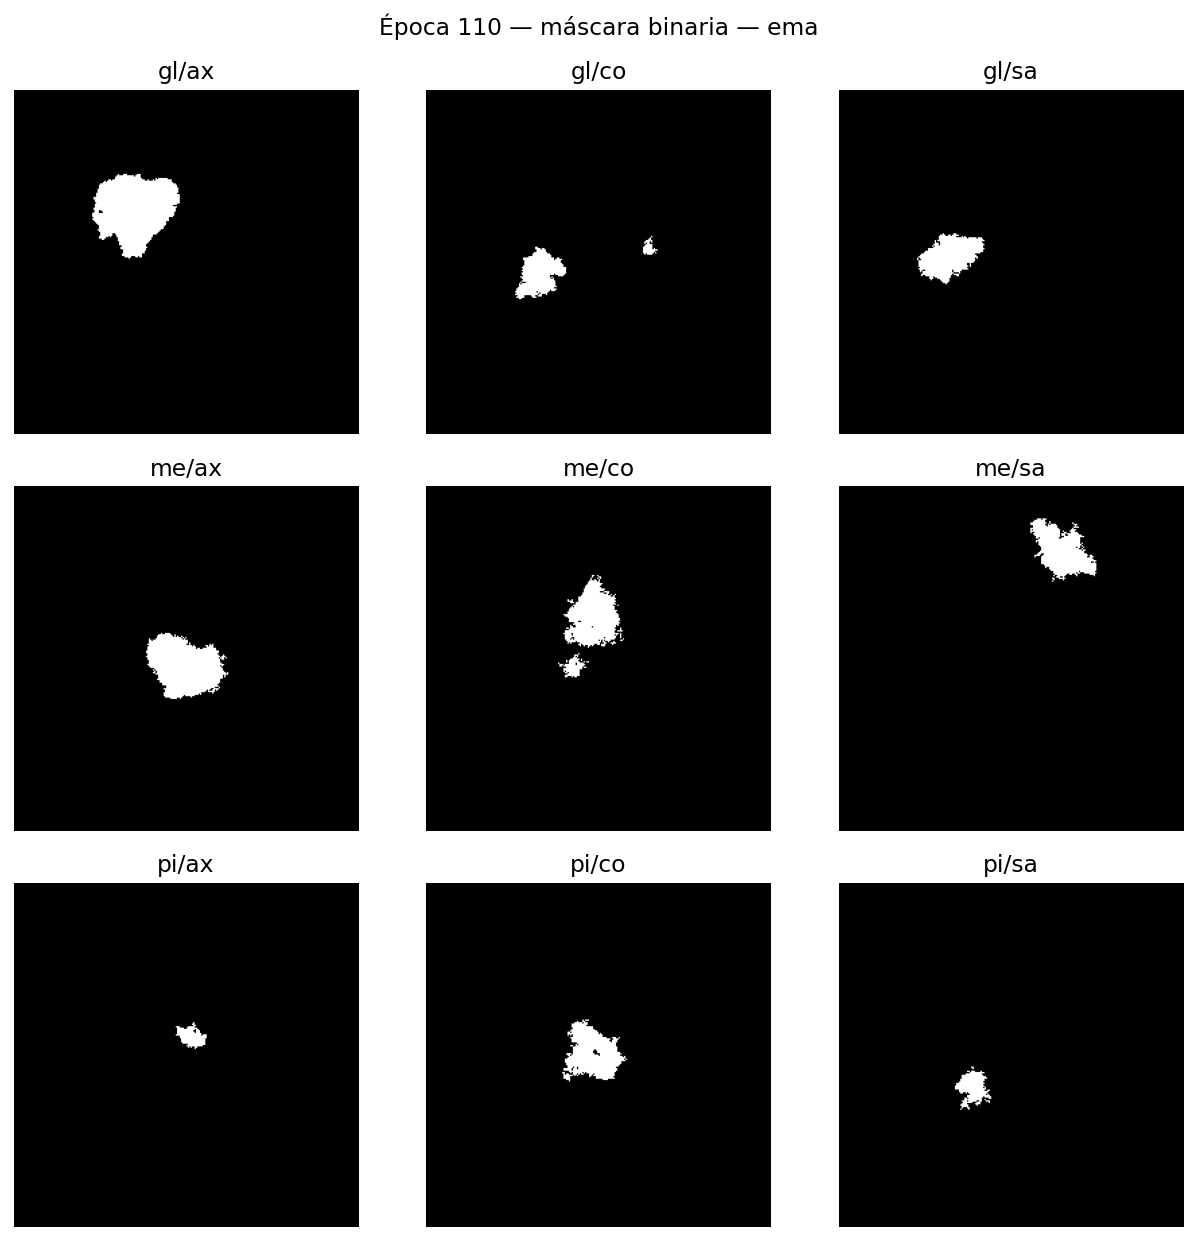 Época 110 — máscara binaria — ema
gl/ax
gl/co
gl/sa
me/ax
me/co
me/sa
pi/ax
pi/co
pi/sa